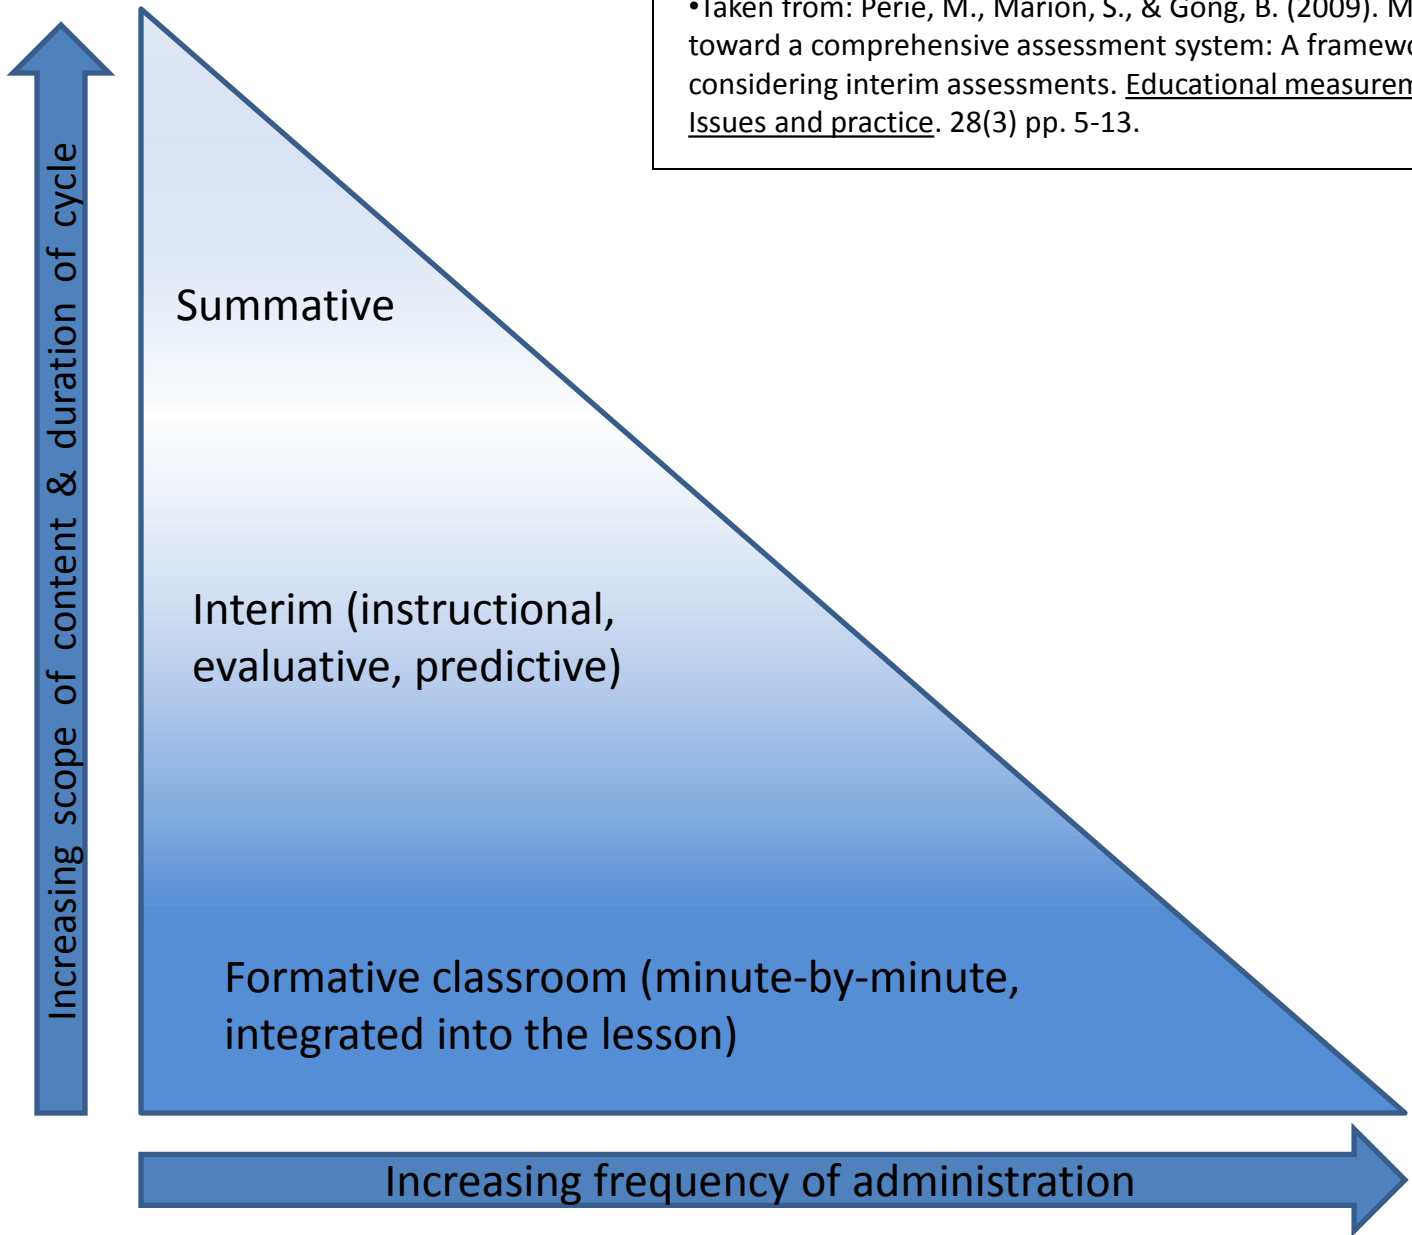 •Taken from: Perie, M., Marion, S., & Gong, B. (2009).
toward a comprehensive assessment system: A
considering interim assessments. Educational
Issues and practice. 28(3) pp. 5-13.
Increasing scope of content & duration of cycle
Summative
Interim (instructional,
evaluative, predictive)
Formative classroom (minute-by-minute,
integrated into the lesson)
Increasing frequency of administration